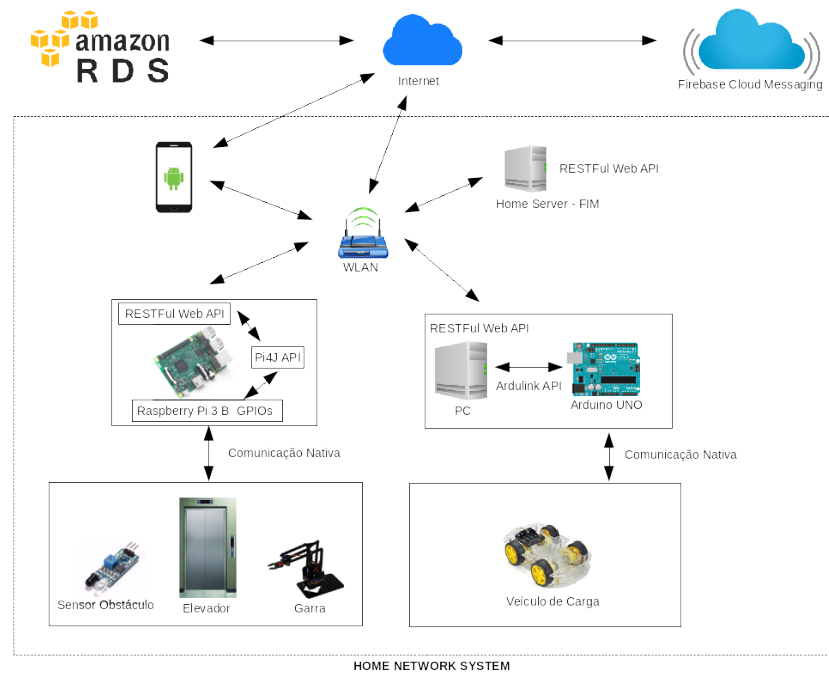 amazon
RDS
Internet
Firebase Cloud Messaging
RESTFul Web API
Home Server - FIM
WLAN
RESTFul Web API
Pi4J API
Raspberry Pi 3 B GPIOs
RESTFul Web API
Ardulink API
PC
Arduino UNO
Comunicação Nativa
Comunicação Nativa
Sensor Obstáculo
Elevador
Garra
Veículo de Carga
HOME NETWORK SYSTEM